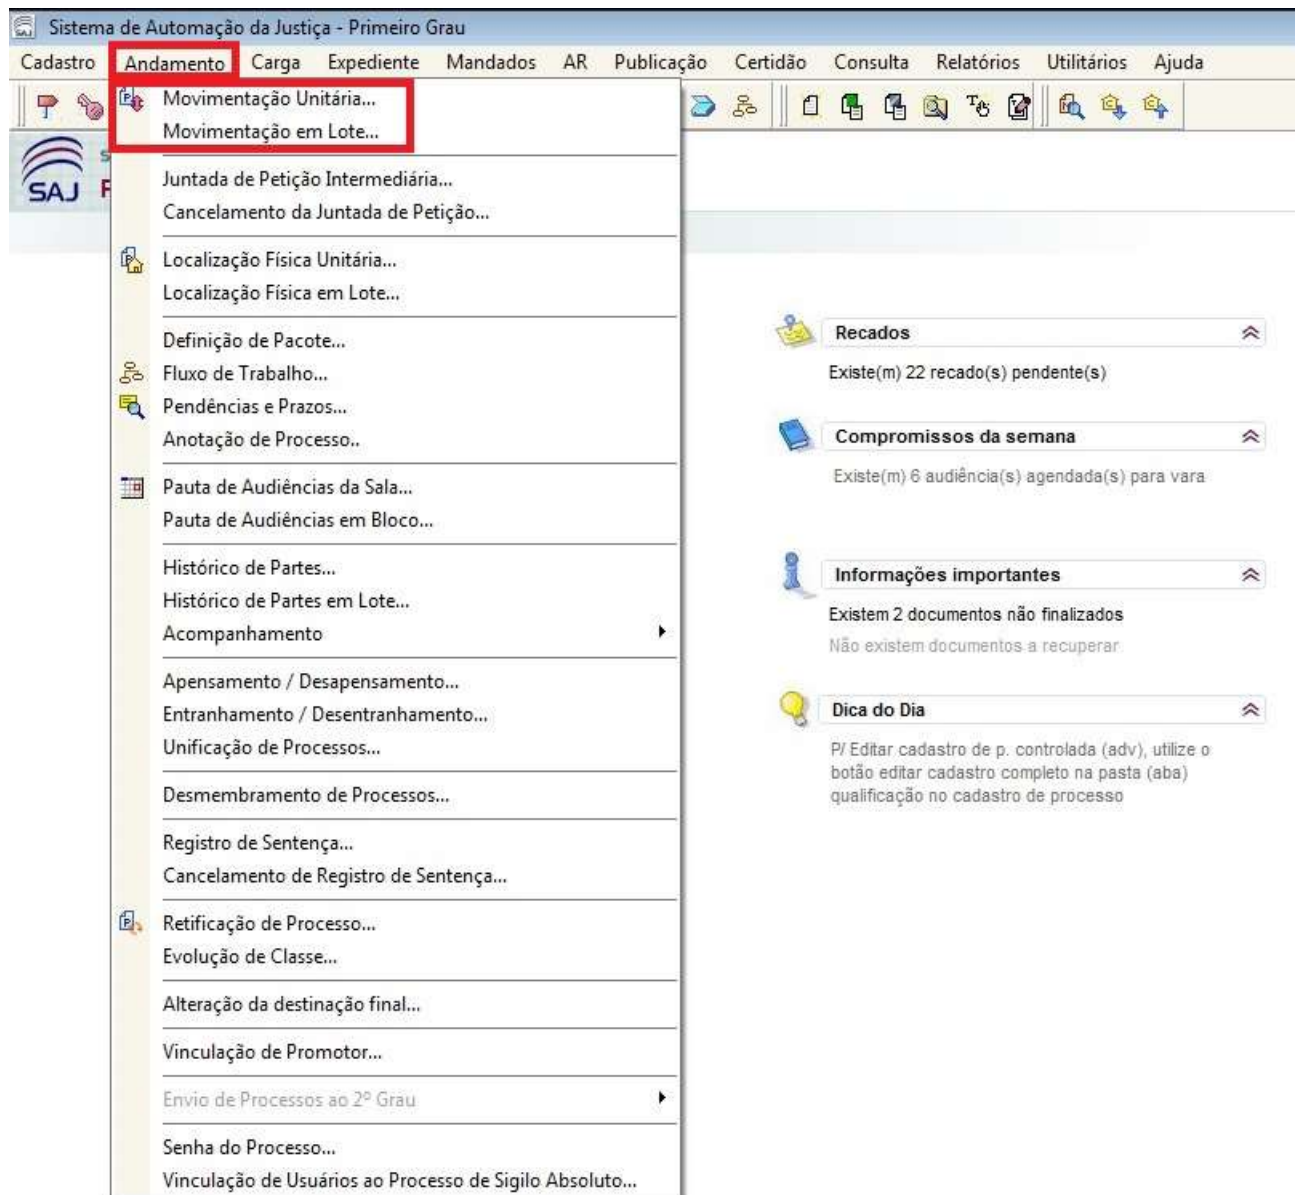 Sistema de Automação da Justiça - Primeiro Grau
Cadastro Andamento Carga Expediente Mandados AR Publicação Certidão Consulta Relatórios Utilitários Ajuda
Movimentação Unitária...
Movimentação em Lote...
SAJ
Juntada de Petição Intermediária...
Cancelamento da Juntada de Petição...
Localização Física Unitária...
Localização Física em Lote...
Definição de Pacote...
Fluxo de Trabalho...
Pendências e Prazos...
Anotação de Processo..
Pauta de Audiências da Sala...
Pauta de Audiências em Bloco...
Histórico de Partes...
Histórico de Partes em Lote...
Acompanhamento
Apensamento / Desapensamento...
Entranhamento / Desentranhamento...
Unificação de Processos...
Desmembramento de Processos...
Registro de Sentença...
Cancelamento de Registro de Sentença...
Retificação de Processo...
Evolução de Classe...
Alteração da destinação final...
Vinculação de Promotor...
Envio de Processos ao 2º Grau
Senha do Processo...
Vinculação de Usuários ao Processo de Sigilo Absoluto...
Recados
Existe(m) 22 recado(s) pendente(s)
Compromissos da semana
Existe(m) 6 audiência(s) agendada(s) para vara
Informações importantes
Existem 2 documentos não finalizados
Não existem documentos a recuperar
Dica do Dia
P/ Editar cadastro de p. controlada (adv), utilize o
botão editar cadastro completo na pasta (aba)
qualificação no cadastro de processo